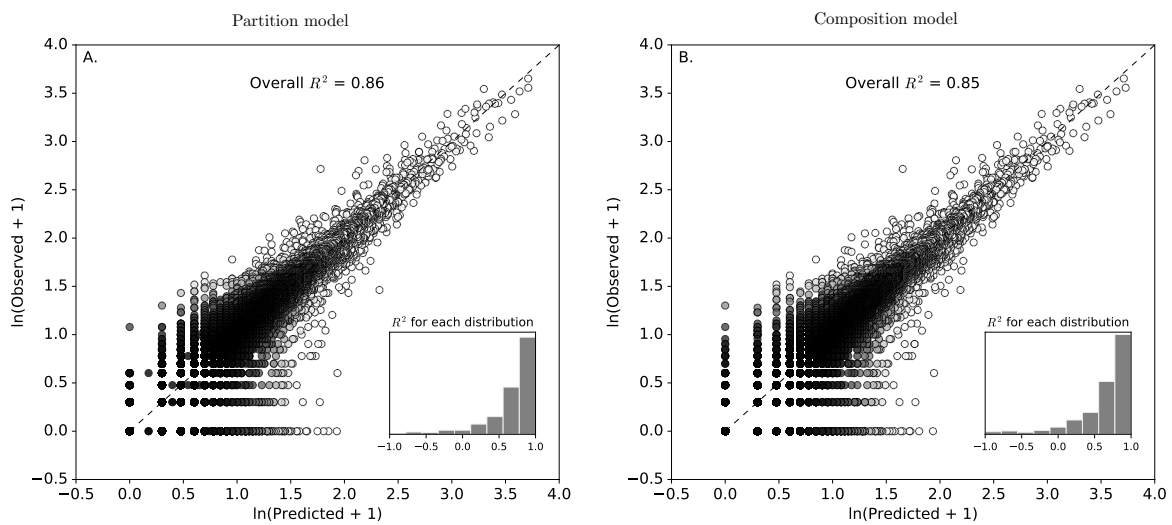 Partition model
A.
Overall R² = 0.86
4.0
3.5
3.0
2.5
2.0
1.5
1.0
0.5
0.0
−0.5
ln(Observed + 1)
R² for each distribution
−1.0 −0.5 0.0 0.5 1.0
−0.5 0.0 0.5 1.0 1.5 2.0 2.5 3.0 3.5 4.0
ln(Predicted + 1)
Composition model
B.
Overall R² = 0.85
4.0
3.5
3.0
2.5
2.0
1.5
1.0
0.5
0.0
−0.5
ln(Observed + 1)
R² for each distribution
−1.0 −0.5 0.0 0.5 1.0
−0.5 0.0 0.5 1.0 1.5 2.0 2.5 3.0 3.5 4.0
ln(Predicted + 1)